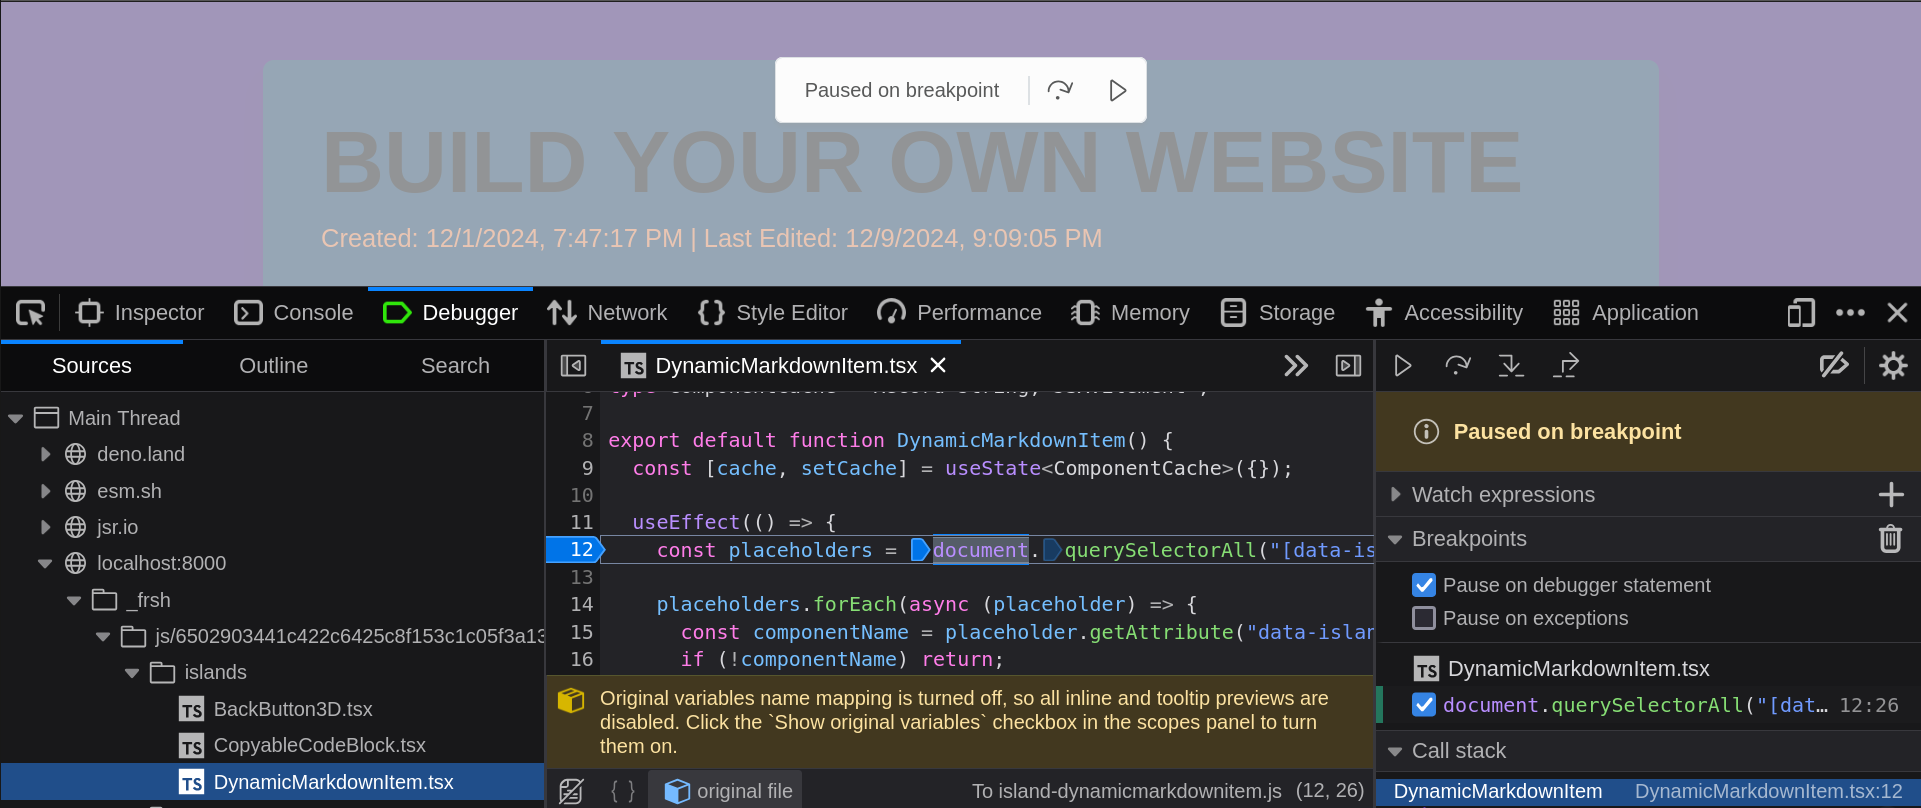 Paused on breakpoint
BUILD YOUR OWN WEBSITE
Created: 12/1/2024, 7:47:17 PM | Last Edited: 12/9/2024, 9:09:05 PM
Inspector Console Debugger Network Style Editor Performance Memory Storage Accessibility Application
Sources Outline Search
Main Thread
deno.land
esm.sh
jsr.io
localhost:8000
_frsh
js/6502903441c422c6425c8f153c1c05f3a13
islands
TS BackButton3D.tsx
TS CopyableCodeBlock.tsx
TS DynamicMarkdownItem.tsx
TS DynamicMarkdownItem.tsx
7
8 export default function DynamicMarkdownItem() {
9 const [cache, setCache] = useState<ComponentCache>({});
10
11 useEffect(() => {
12 const placeholders = document.querySelectorAll("[data-is
13
14 placeholders.forEach(async (placeholder) => {
15 const componentName = placeholder.getAttribute("data-islan
16 if (!componentName) return;
Original variables name mapping is turned off, so all inline and tooltip previews are
disabled. Click the `Show original variables` checkbox in the scopes panel to turn
them on.
{ } original file To island-dynamicmarkdownitem.js (12, 26)
Paused on breakpoint
Watch expressions
Breakpoints
Pause on debugger statement
Pause on exceptions
TS DynamicMarkdownItem.tsx
document.querySelectorAll("[dat… 12:26
Call stack
DynamicMarkdownItem DynamicMarkdownItem.tsx:12